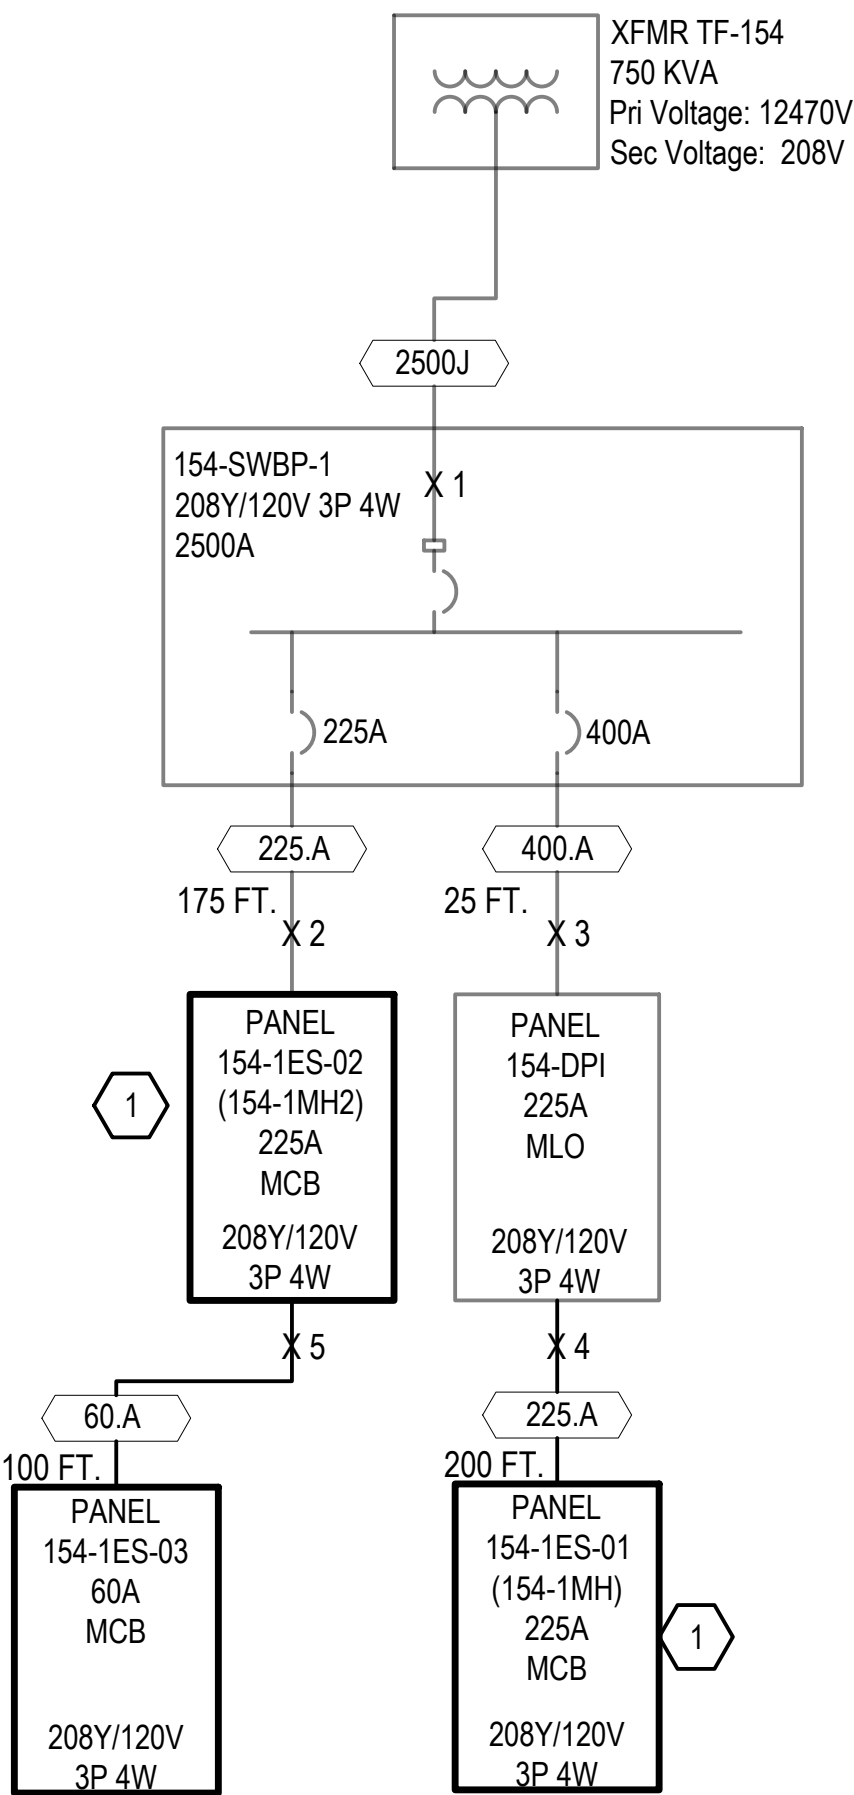 XFMR TF-154
750 KVA
Pri Voltage: 12470V
Sec Voltage: 208V
2500J
154-SWBP-1
208Y/120V 3P 4W
2500A
X 1
225A
400A
225.A
400.A
175 FT.
25 FT.
X 2
X 3
PANEL
154-1ES-02
(154-1MH2)
225A
MCB
208Y/120V
3P 4W
1
PANEL
154-DPI
225A
MLO
208Y/120V
3P 4W
X 5
X 4
60.A
225.A
100 FT.
200 FT.
PANEL
154-1ES-03
60A
MCB
208Y/120V
3P 4W
PANEL
154-1ES-01
(154-1MH)
225A
MCB
208Y/120V
3P 4W
1